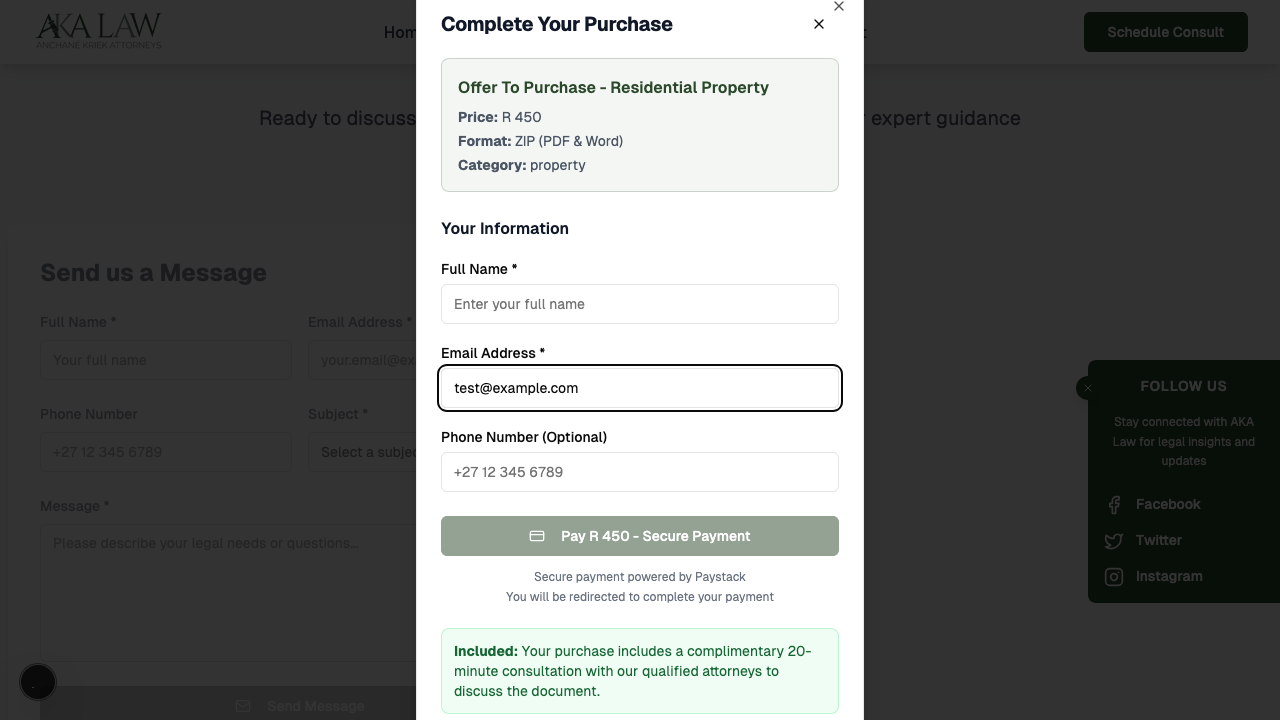 AKA LAW
ANCHANE KRIEK ATTORNEYS
Hom
t
Schedule Consult
Ready to discuss
expert guidance
Send us a Message
Full Name *
Email Address *
Your full name
your.email@ex
Phone Number
Subject *
+27 12 345 6789
Select a subjec
Message *
Please describe your legal needs or questions...
Send Message
Complete Your Purchase
Offer To Purchase - Residential Property
Price: R 450
Format: ZIP (PDF & Word)
Category: property
Your Information
Full Name *
Enter your full name
Email Address *
test@example.com
Phone Number (Optional)
+27 12 345 6789
Pay R 450 - Secure Payment
Secure payment powered by Paystack
You will be redirected to complete your payment
Included: Your purchase includes a complimentary 20-
minute consultation with our qualified attorneys to
discuss the document.
FOLLOW US
Stay connected with AKA
Law for legal insights and
updates
Facebook
Twitter
Instagram